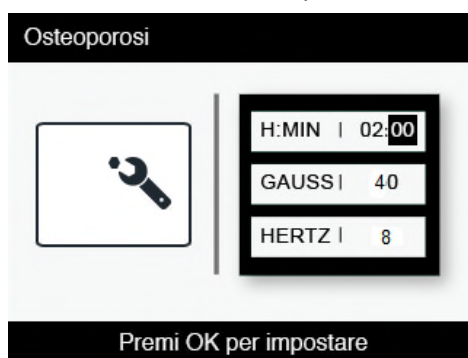 Osteoporosi
H:MIN | 02:00
GAUSS | 40
HERTZ | 8
Premi OK per impostare